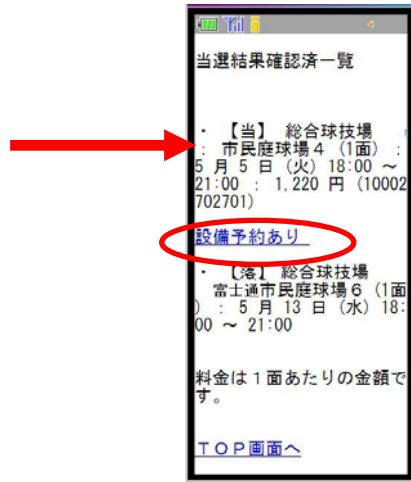 当選結果確認済一覧
・ 【当】 総合球技場
: 市民庭球場４ (1面) :
5 月 5 日 (火) 18:00 ～
21:00 : 1,220 円 (10002
702701)
設備予約あり
・ 【落】 総合球技場
富士通市民庭球場６ (1面
) : 5 月 13 日 (水) 18:
00 ～ 21:00
料金は１面あたりの金額で
す。
ＴＯＰ画面へ